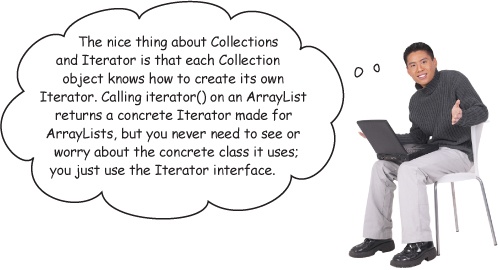 The nice thing about Collections
and Iterator is that each Collection
object knows how to create its own
Iterator. Calling iterator() on an ArrayList
returns a concrete Iterator made for
ArrayLists, but you never need to see or
worry about the concrete class it uses;
you just use the Iterator interface.